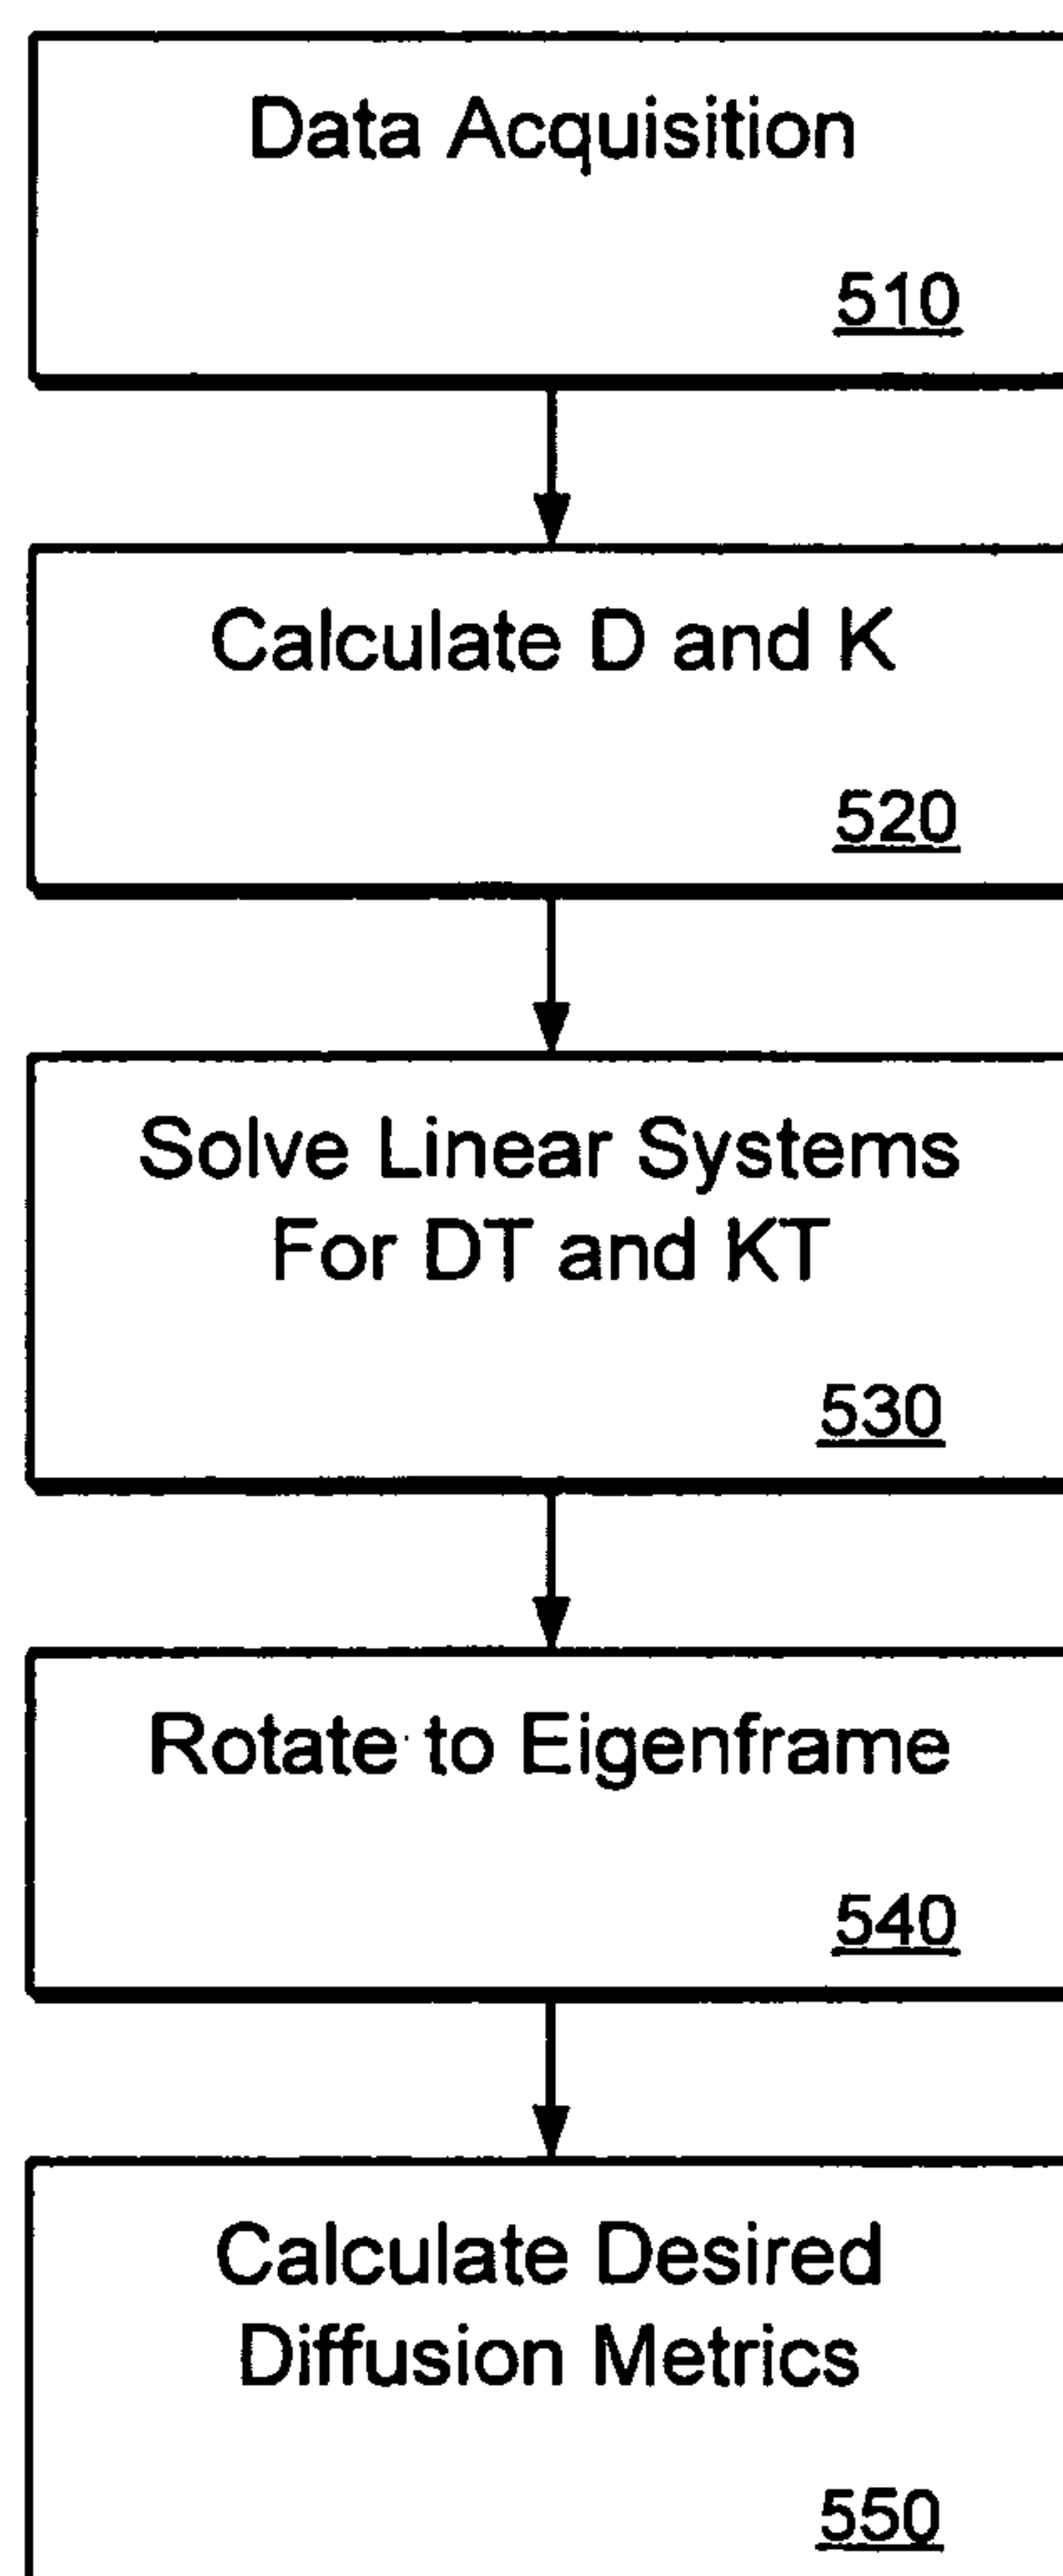 Data Acquisition
510
Calculate D and K
520
Solve Linear Systems
For DT and KT
530
Rotate to Eigenframe
540
Calculate Desired
Diffusion Metrics
550